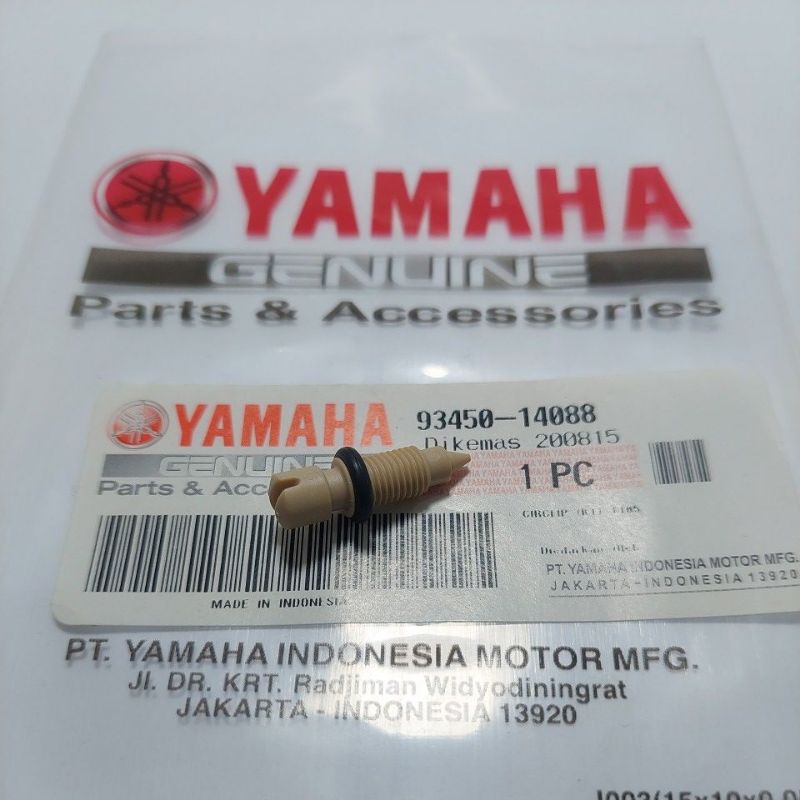 YAMAHA
GENUINE
Parts & Accessories
YAMAHA
GENUINE
Parts & Acce
93450-14088
Dikemas 200815
1 PC
MADE IN INDONESIA
PT. YAMAHA INDONESIA MOTOR MFG.
JAKARTA-INDONESIA 13920
PT. YAMAHA INDONESIA MOTOR MFG.
Jl. DR. KRT. Radjiman Widyodiningrat
JAKARTA - INDONESIA 13920